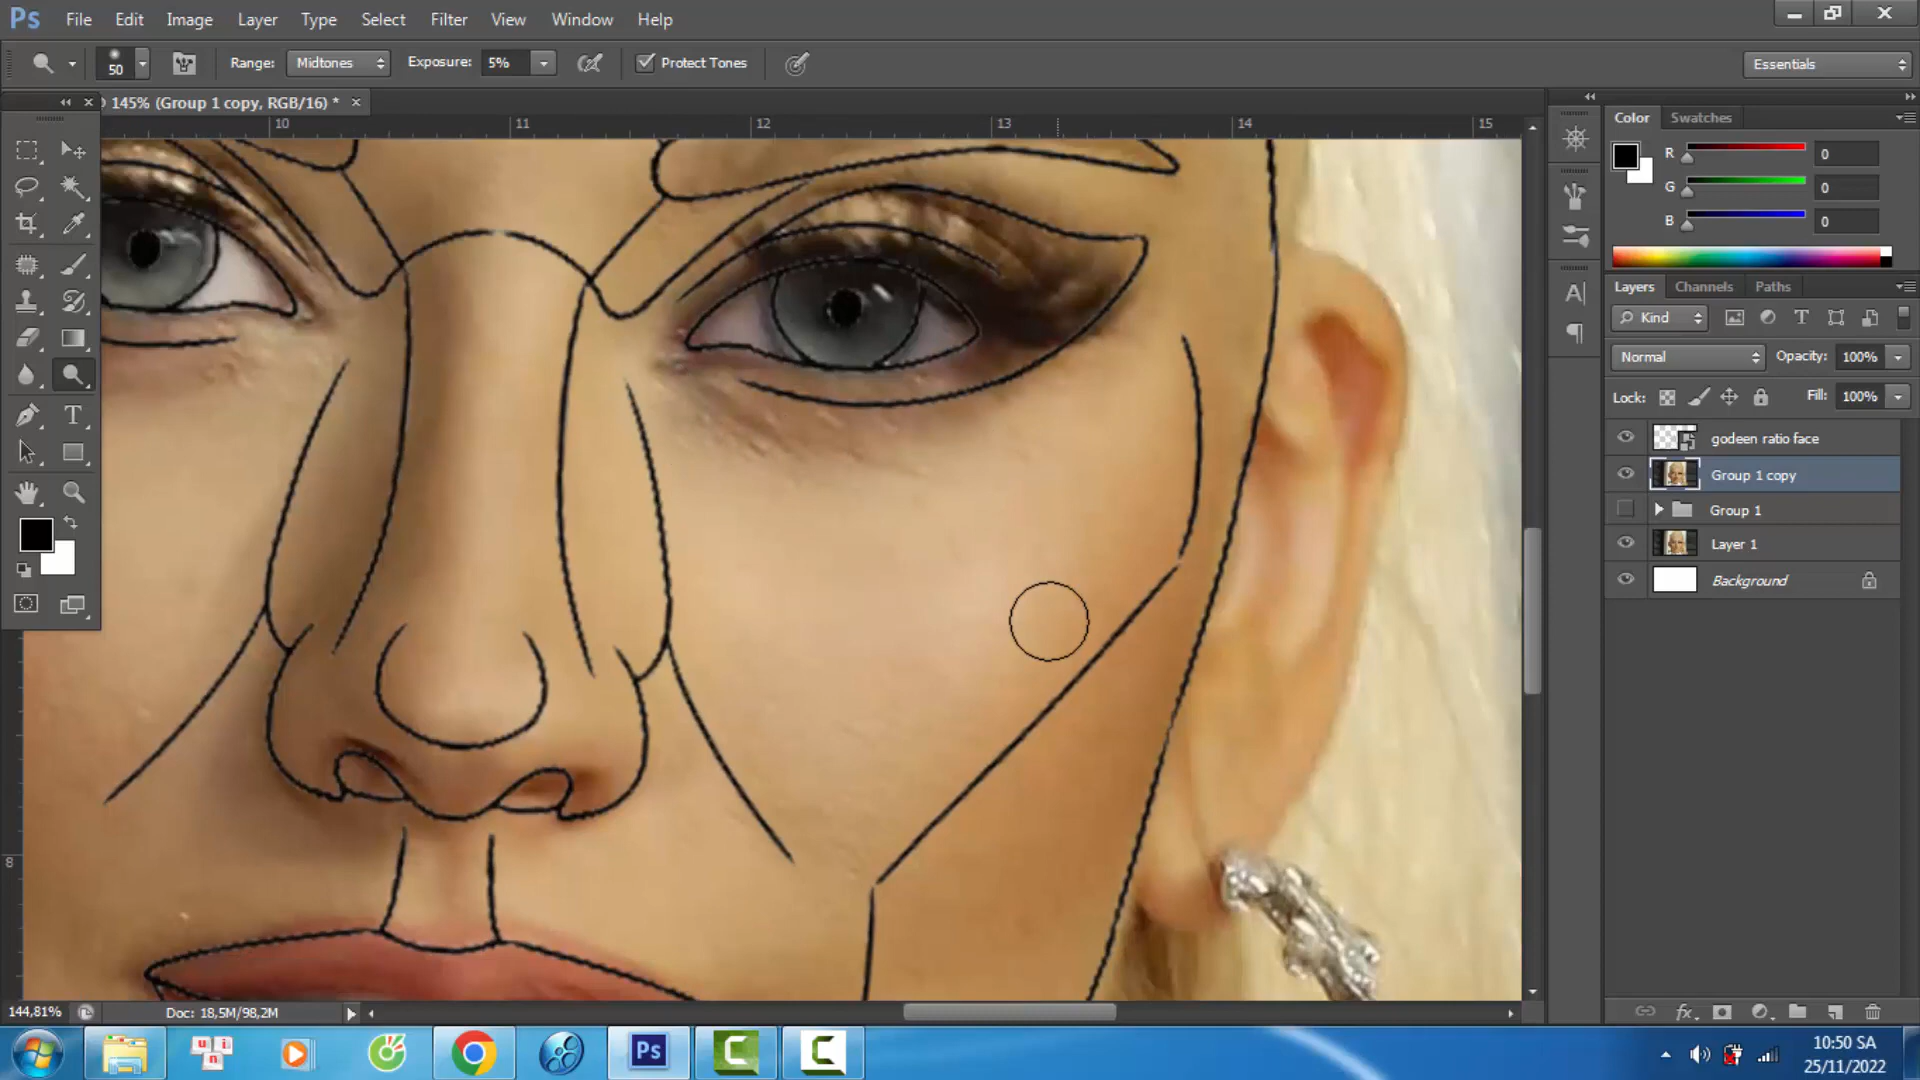 Ps File Edit Image Layer Type Select Filter View Window Help
50 Range: Midtones Exposure: 5% Protect Tones Essentials
145% (Group 1 copy, RGB/16) * ×
10 11 12 13 14 15
8
Color Swatches
R 0
G 0
B 0
Layers Channels Paths
Kind T
Normal Opacity: 100%
Lock: Fill: 100%
godeen ratio face
Group 1 copy
Group 1
Layer 1
Background
fx
T
A
144,81% Doc: 18,5M/98,2M
u n i
Ps C C
10:50 SA
25/11/2022